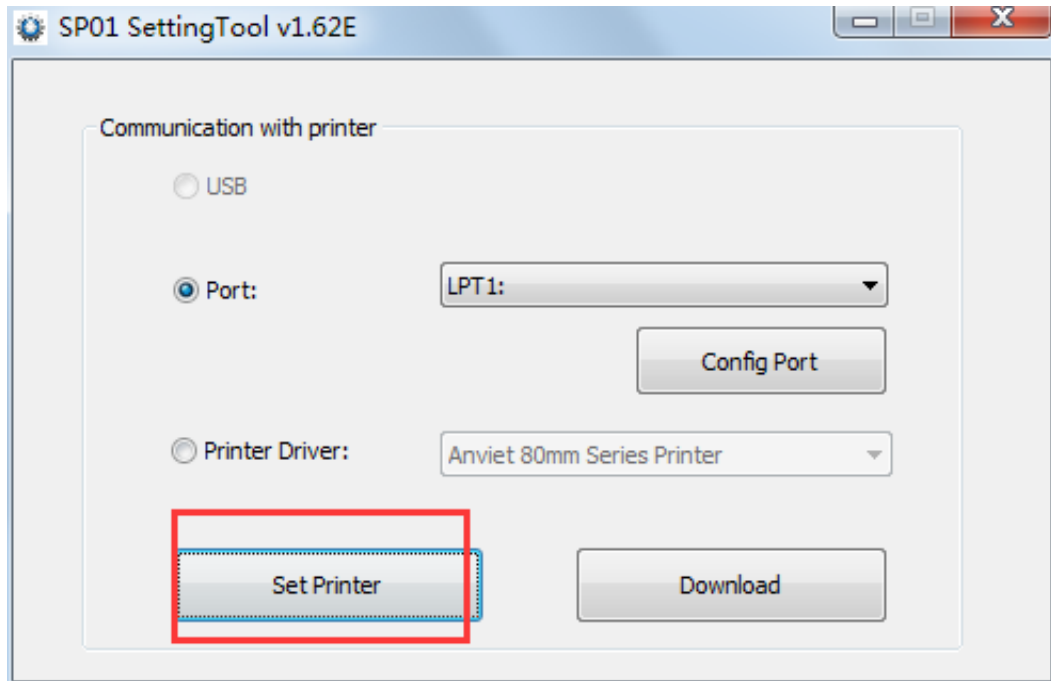 SP01 SettingTool v1.62E
Communication with printer
USB
Port:
LPT1:
Config Port
Printer Driver:
Anviet 80mm Series Printer
Set Printer
Download